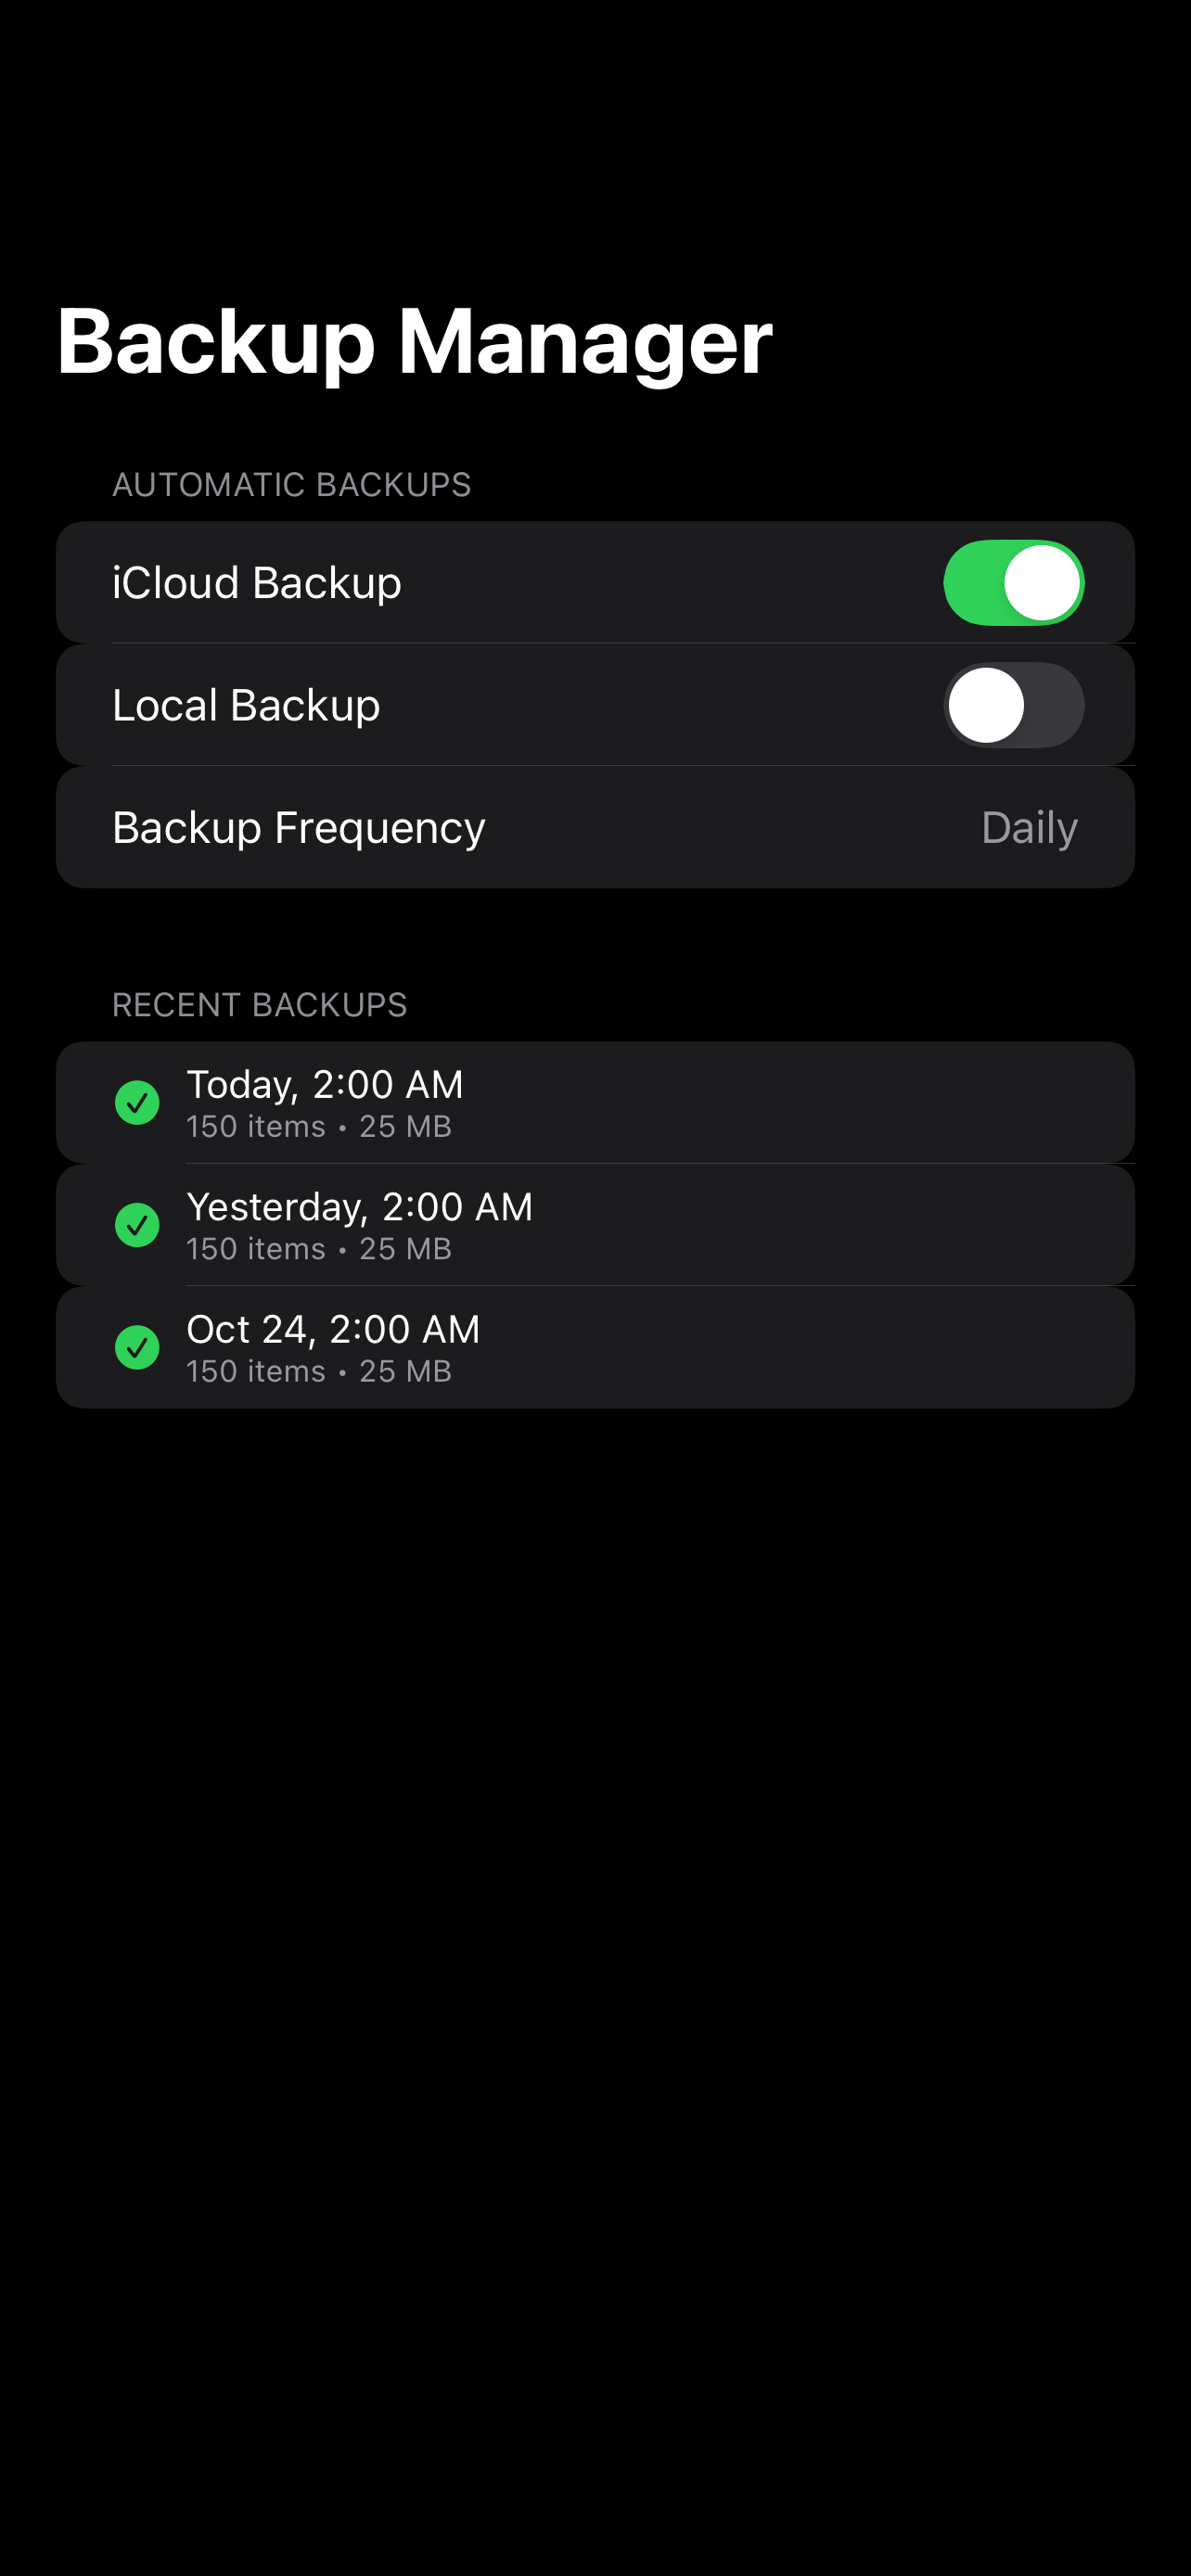 Backup Manager
AUTOMATIC BACKUPS
iCloud Backup
Local Backup
Backup Frequency Daily
RECENT BACKUPS
Today, 2:00 AM
150 items • 25 MB
Yesterday, 2:00 AM
150 items • 25 MB
Oct 24, 2:00 AM
150 items • 25 MB